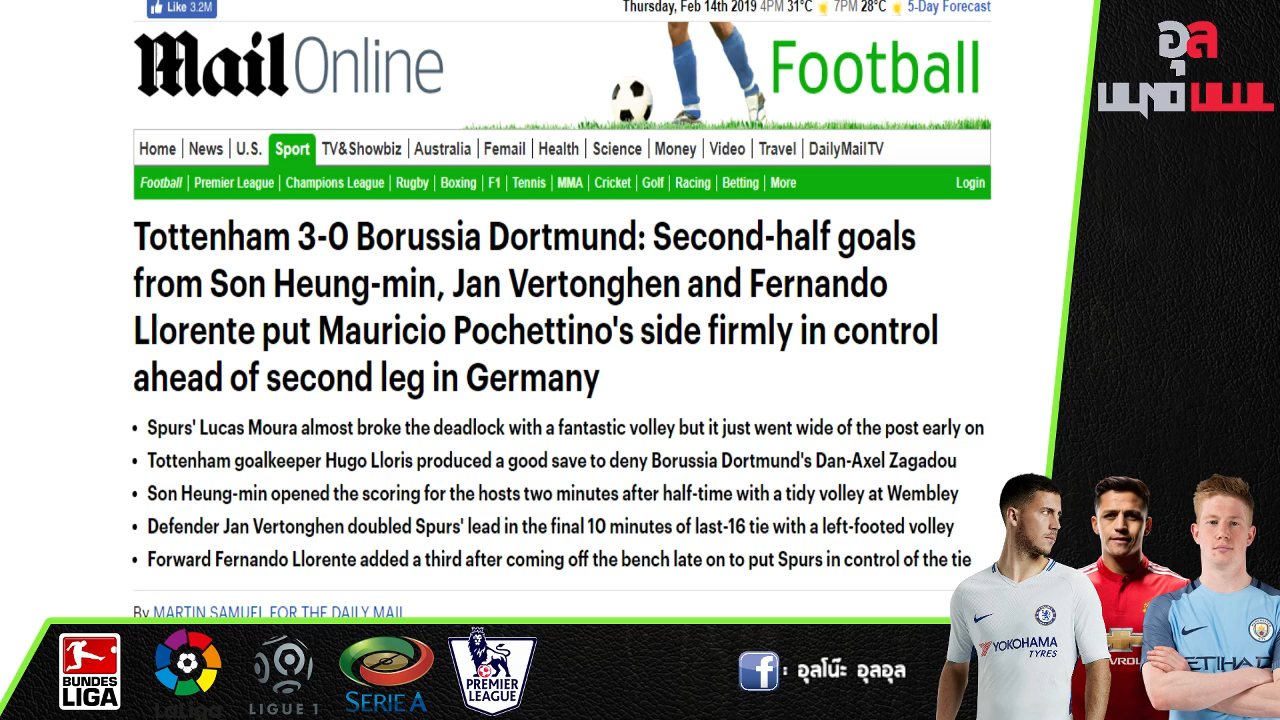 Like 3.2M
Thursday, Feb 14th 2019 4PM 31°C 7PM 28°C 5-Day Forecast
Mail Online
Football
อุล
Home News U.S. Sport TV&Showbiz Australia Femail Health Science Money Video Travel DailyMailTV
Football Premier League Champions League Rugby Boxing F1 Tennis MMA Cricket Golf Racing Betting More Login
Tottenham 3-0 Borussia Dortmund: Second-half goals
from Son Heung-min, Jan Vertonghen and Fernando
Llorente put Mauricio Pochettino's side firmly in control
ahead of second leg in Germany
• Spurs' Lucas Moura almost broke the deadlock with a fantastic volley but it just went wide of the post early on
• Tottenham goalkeeper Hugo Lloris produced a good save to deny Borussia Dortmund's Dan-Axel Zagadou
• Son Heung-min opened the scoring for the hosts two minutes after half-time with a tidy volley at Wembley
• Defender Jan Vertonghen doubled Spurs' lead in the final 10 minutes of last-16 tie with a left-footed volley
• Forward Fernando Llorente added a third after coming off the bench late on to put Spurs in control of the tie
By MARTIN SAMUEL FOR THE DAILY MAIL
YOKOHAMA
TYRES
ETIHAD
BUNDES
LIGA
LaLiga
LIGUE 1
SERIE A
PREMIER
LEAGUE
f : อุลโน๊ะ อุลอุล